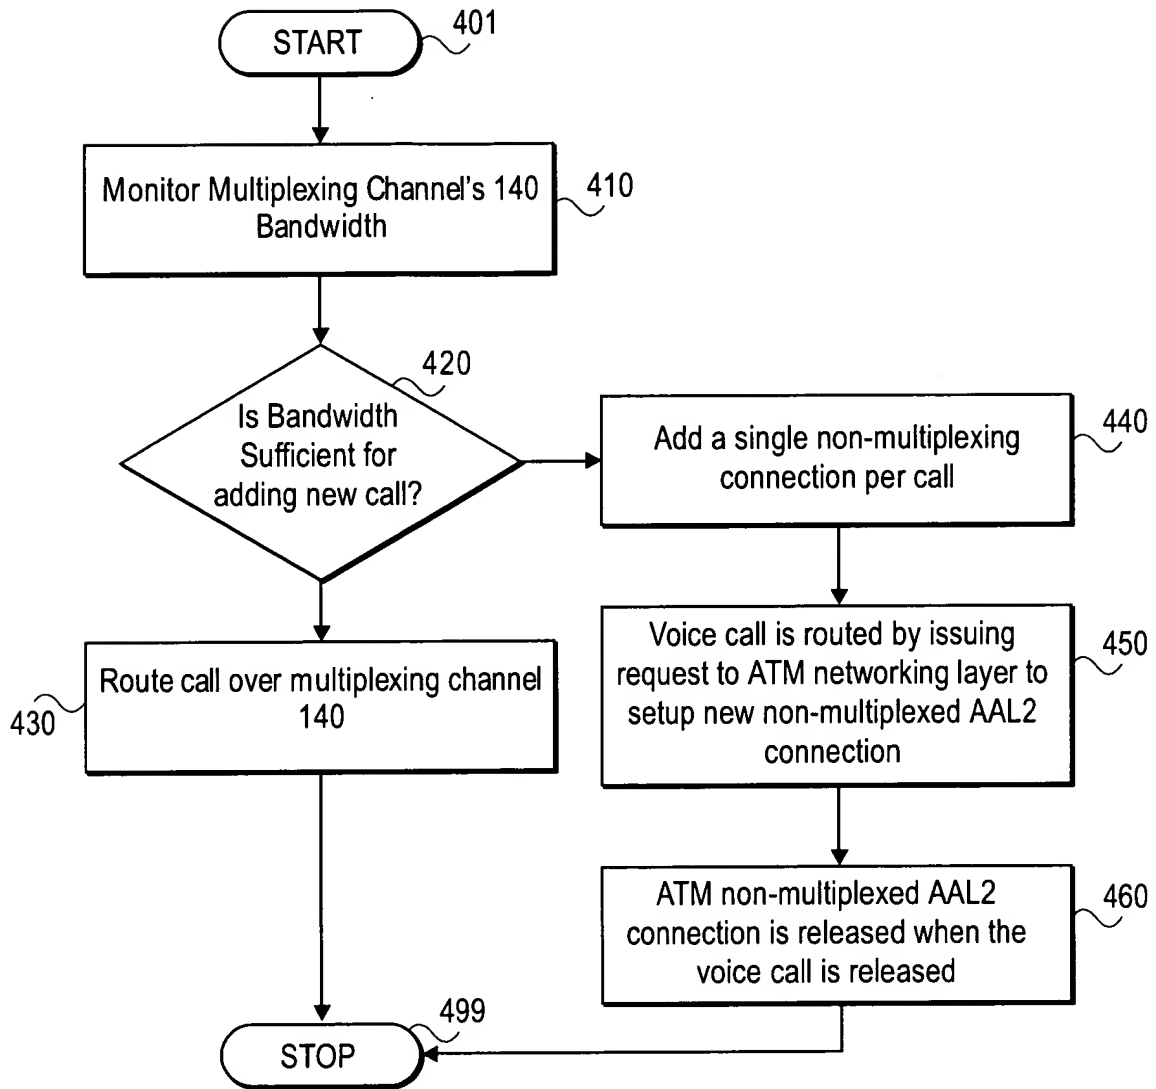 START
401
Monitor Multiplexing Channel's 140
Bandwidth
410
420
Is Bandwidth
Sufficient for
adding new call?
Add a single non-multiplexing
connection per call
440
Route call over multiplexing channel
140
430
Voice call is routed by issuing
request to ATM networking layer to
setup new non-multiplexed AAL2
connection
450
ATM non-multiplexed AAL2
connection is released when the
voice call is released
460
STOP
499